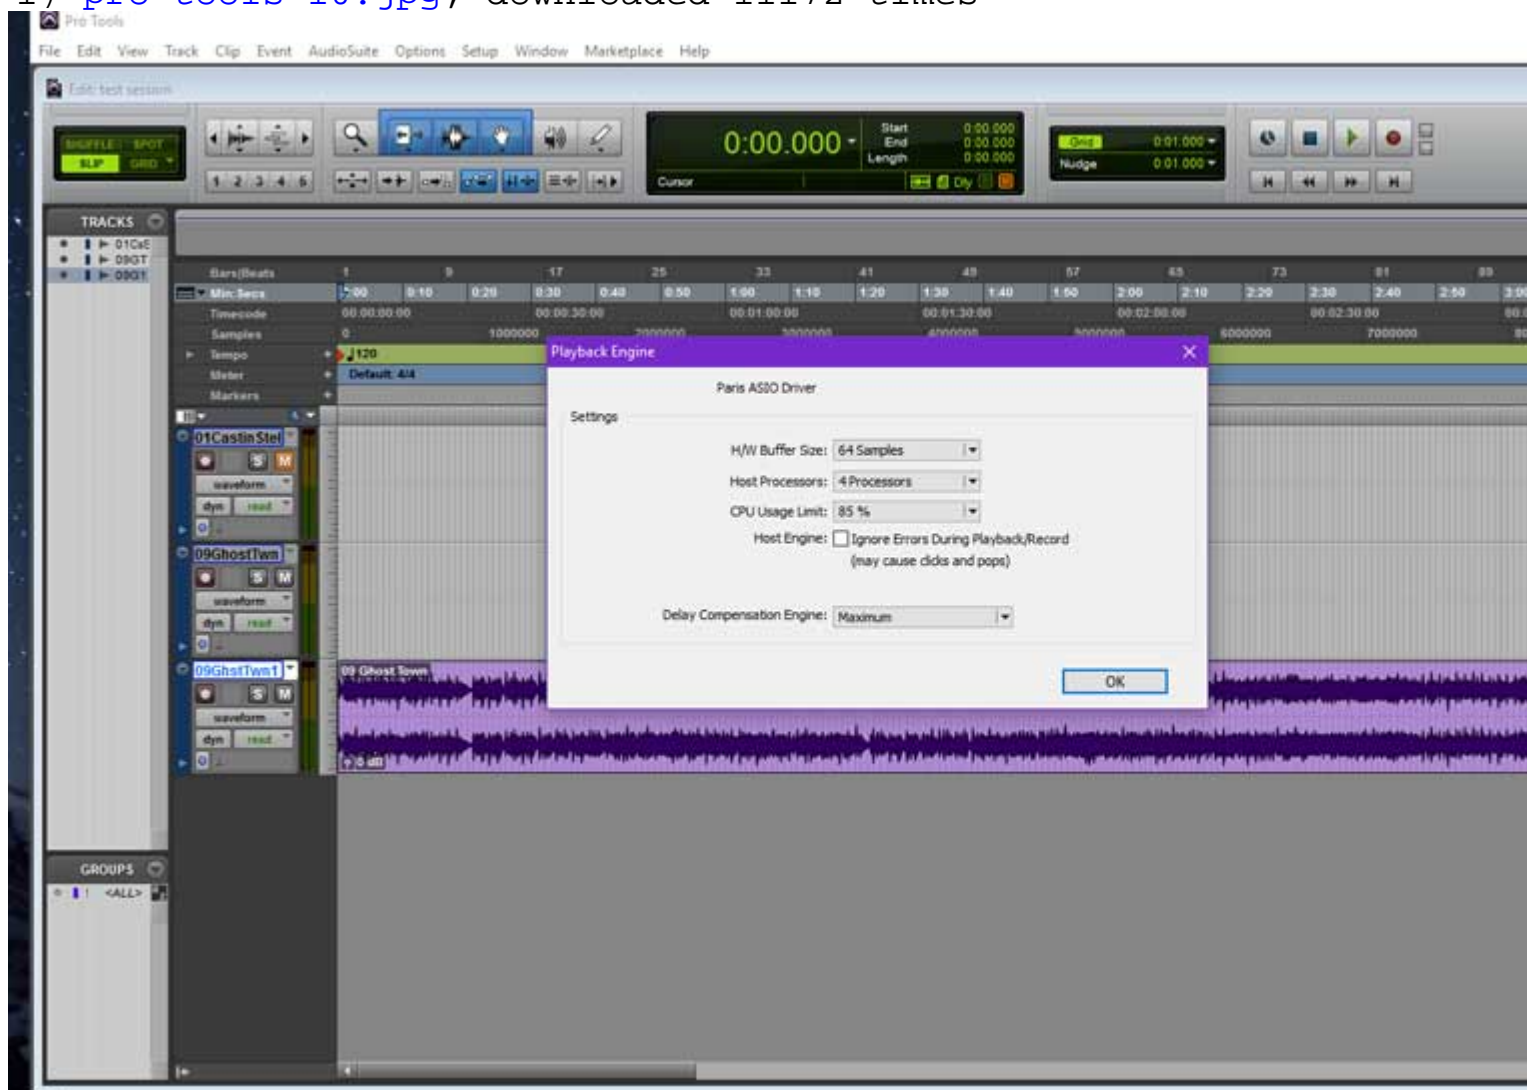 Pro Tools
File Edit View Track Clip Event AudioSuite Options Setup Window Marketplace Help
Edit: test session
SHUFFLE SPOT
SLIP GRID
1 2 3 4 5
0:00.000
Start 0:00.000
End 0:00.000
Length 0:00.000
Cursor
Dly
Grid 0:01.000
Nudge 0:01.000
TRACKS
01CaS
09GT
09G1
Bars|Beats 1 9 17 25 33 41 49 57 65 73 81 89
Min:Secs 0:00 0:10 0:20 0:30 0:40 0:50 1:00 1:10 1:20 1:30 1:40 1:50 2:00 2:10 2:20 2:30 2:40 2:50 3:00
Timecode 00:00:00:00 00:00:30:00 00:01:00:00 00:01:30:00 00:02:00:00 00:02:30:00
Samples 0 1000000 2000000 3000000 4000000 5000000 6000000 7000000
Tempo 120
Meter Default: 4/4
Markers
Playback Engine
Paris ASIO Driver
Settings
H/W Buffer Size: 64 Samples
Host Processors: 4 Processors
CPU Usage Limit: 85 %
Host Engine: Ignore Errors During Playback/Record
(may cause clicks and pops)
Delay Compensation Engine: Maximum
OK
01CastinStel
S M
waveform
dyn read
09GhostTwn
S M
waveform
dyn read
09GhstTwn1
S M
waveform
dyn read
09 Ghost Town
0 dB
GROUPS
! <ALL>